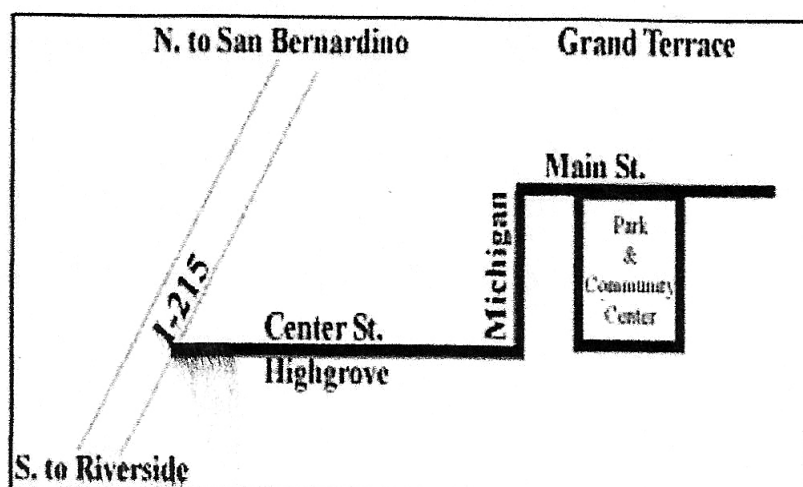 N. to San Bernardino
Grand Terrace
Main St.
Michigan
Park
&
Community
Center
I-215
Center St.
Highgrove
S. to Riverside